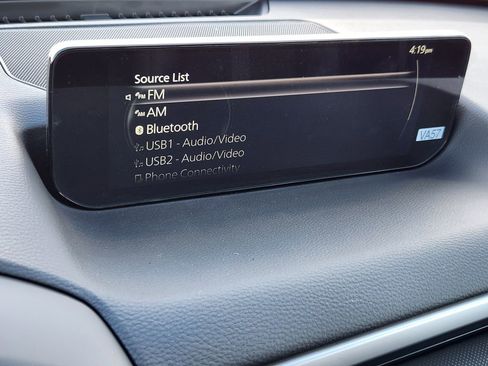 4:19pm
Source List
FM
AM
Bluetooth
USB1 - Audio/Video
USB2 - Audio/Video
Phone Connectivity
VA57